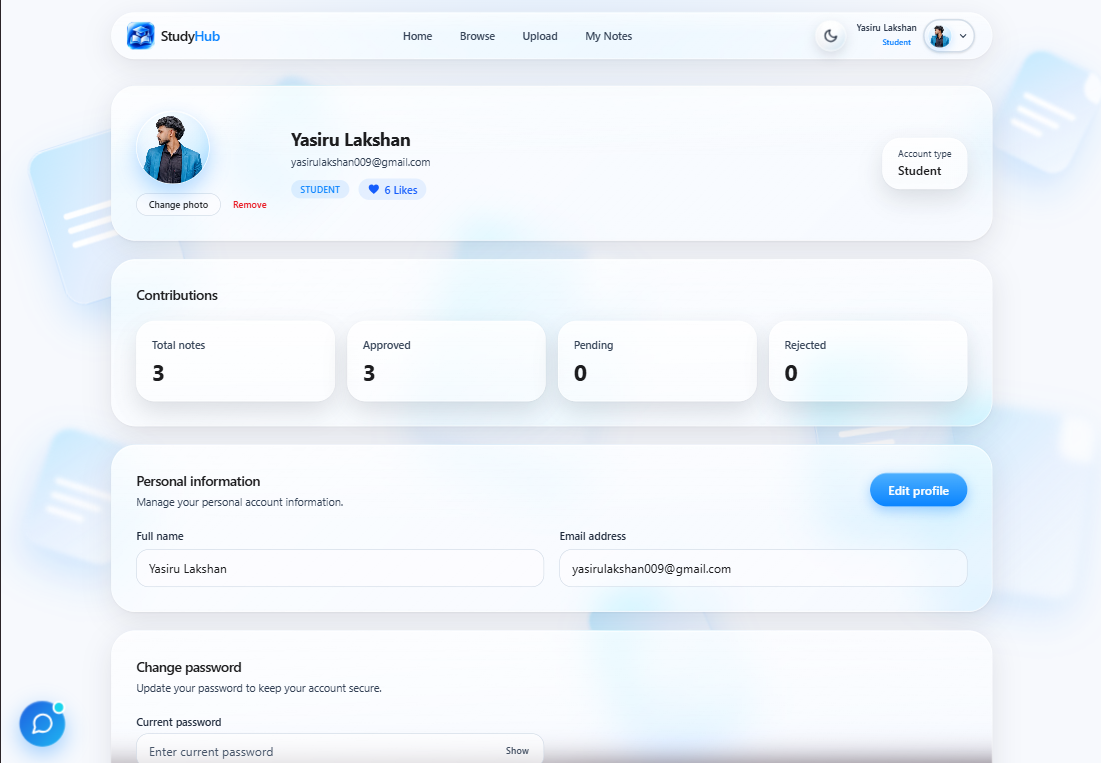 StudyHub
Home Browse Upload My Notes
Yasiru Lakshan
Student
Yasiru Lakshan
yasirulakshan009@gmail.com
STUDENT 6 Likes
Account type
Student
Change photo Remove
Contributions
Total notes Approved Pending Rejected
3 3 0 0
Personal information
Manage your personal account information.
Edit profile
Full name Email address
Yasiru Lakshan yasirulakshan009@gmail.com
Change password
Update your password to keep your account secure.
Current password
Enter current password Show